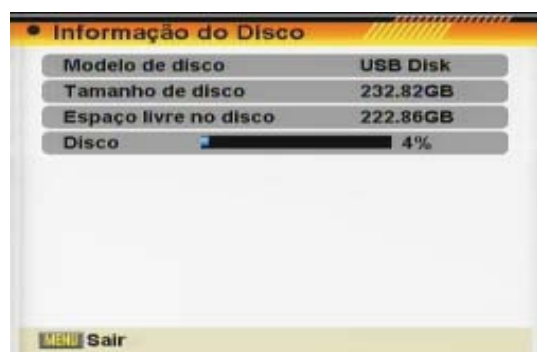 Informação do Disco
Modelo de disco USB Disk
Tamanho de disco 232.82GB
Espaço livre no disco 222.86GB
Disco 4%
MENU Sair